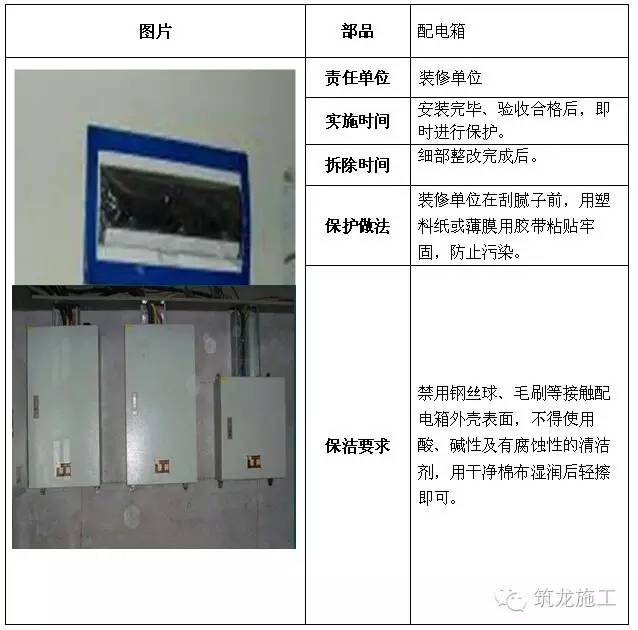 图片
部品
配电箱
责任单位
装修单位
实施时间
安装完毕、验收合格后，即
时进行保护。
拆除时间
细部整改完成后。
保护做法
装修单位在刮腻子前，用塑
料纸或薄膜用胶带粘贴牢
固，防止污染。
保洁要求
禁用钢丝球、毛刷等接触配
电箱外壳表面，不得使用
酸、碱性及有腐蚀性的清洁
剂，用干净棉布湿润后轻擦
即可。
筑龙施工